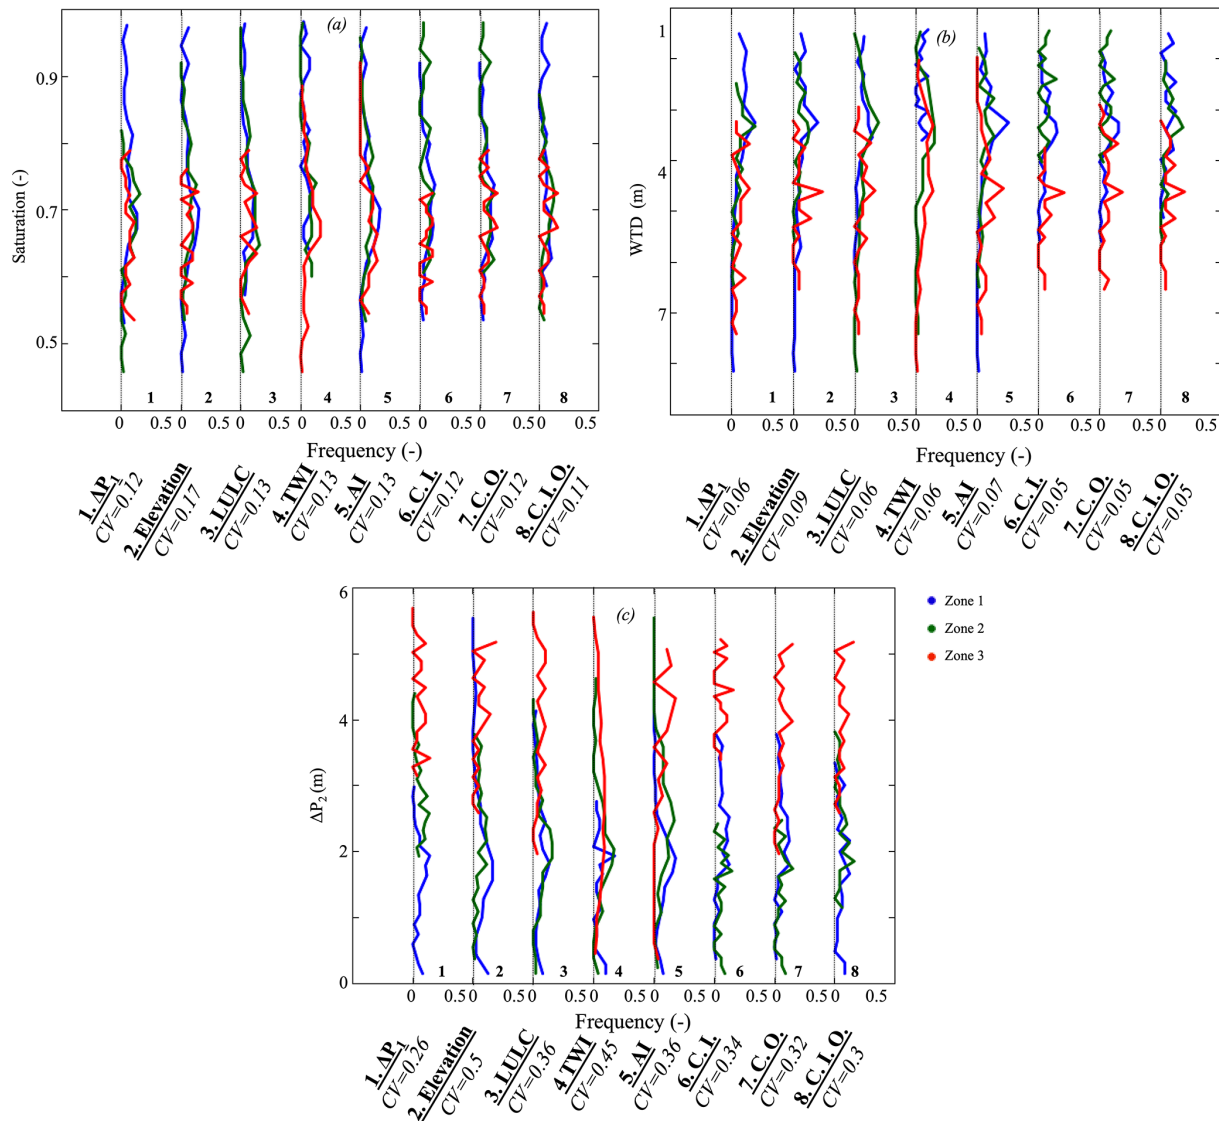 (a)
Saturation (-)
0.9
0.7
0.5
1 2 3 4 5 6 7 8
0 0.5 0 0.5 0 0.5 0 0.5 0 0.5 0 0.5 0 0.5 0 0.5
Frequency (-)
1. ΔP1
CV=0.12
2. Elevation
CV=0.17
3. LULC
CV=0.13
4. TWI
CV=0.13
5. AI
CV=0.13
6. C. I.
CV=0.12
7. C. O.
CV=0.12
8. C. I. O.
CV=0.11
(b)
WTD (m)
1
4
7
1 2 3 4 5 6 7 8
0 0.5 0 0.5 0 0.5 0 0.5 0 0.5 0 0.5 0 0.5 0 0.5
Frequency (-)
1. ΔP1
CV=0.06
2. Elevation
CV=0.09
3. LULC
CV=0.06
4. TWI
CV=0.06
5. AI
CV=0.07
6. C. I.
CV=0.05
7. C. O.
CV=0.05
8. C. I. O.
CV=0.05
(c)
ΔP2 (m)
6
4
2
0
1 2 3 4 5 6 7 8
0 0.5 0 0.5 0 0.5 0 0.5 0 0.5 0 0.5 0 0.5 0 0.5
Frequency (-)
1. ΔP1
CV=0.26
2. Elevation
CV=0.5
3. LULC
CV=0.36
4 TWI
CV=0.45
5. AI
CV=0.36
6. C. I.
CV=0.34
7. C. O.
CV=0.32
8. C. I. O.
CV=0.3
Zone 1
Zone 2
Zone 3